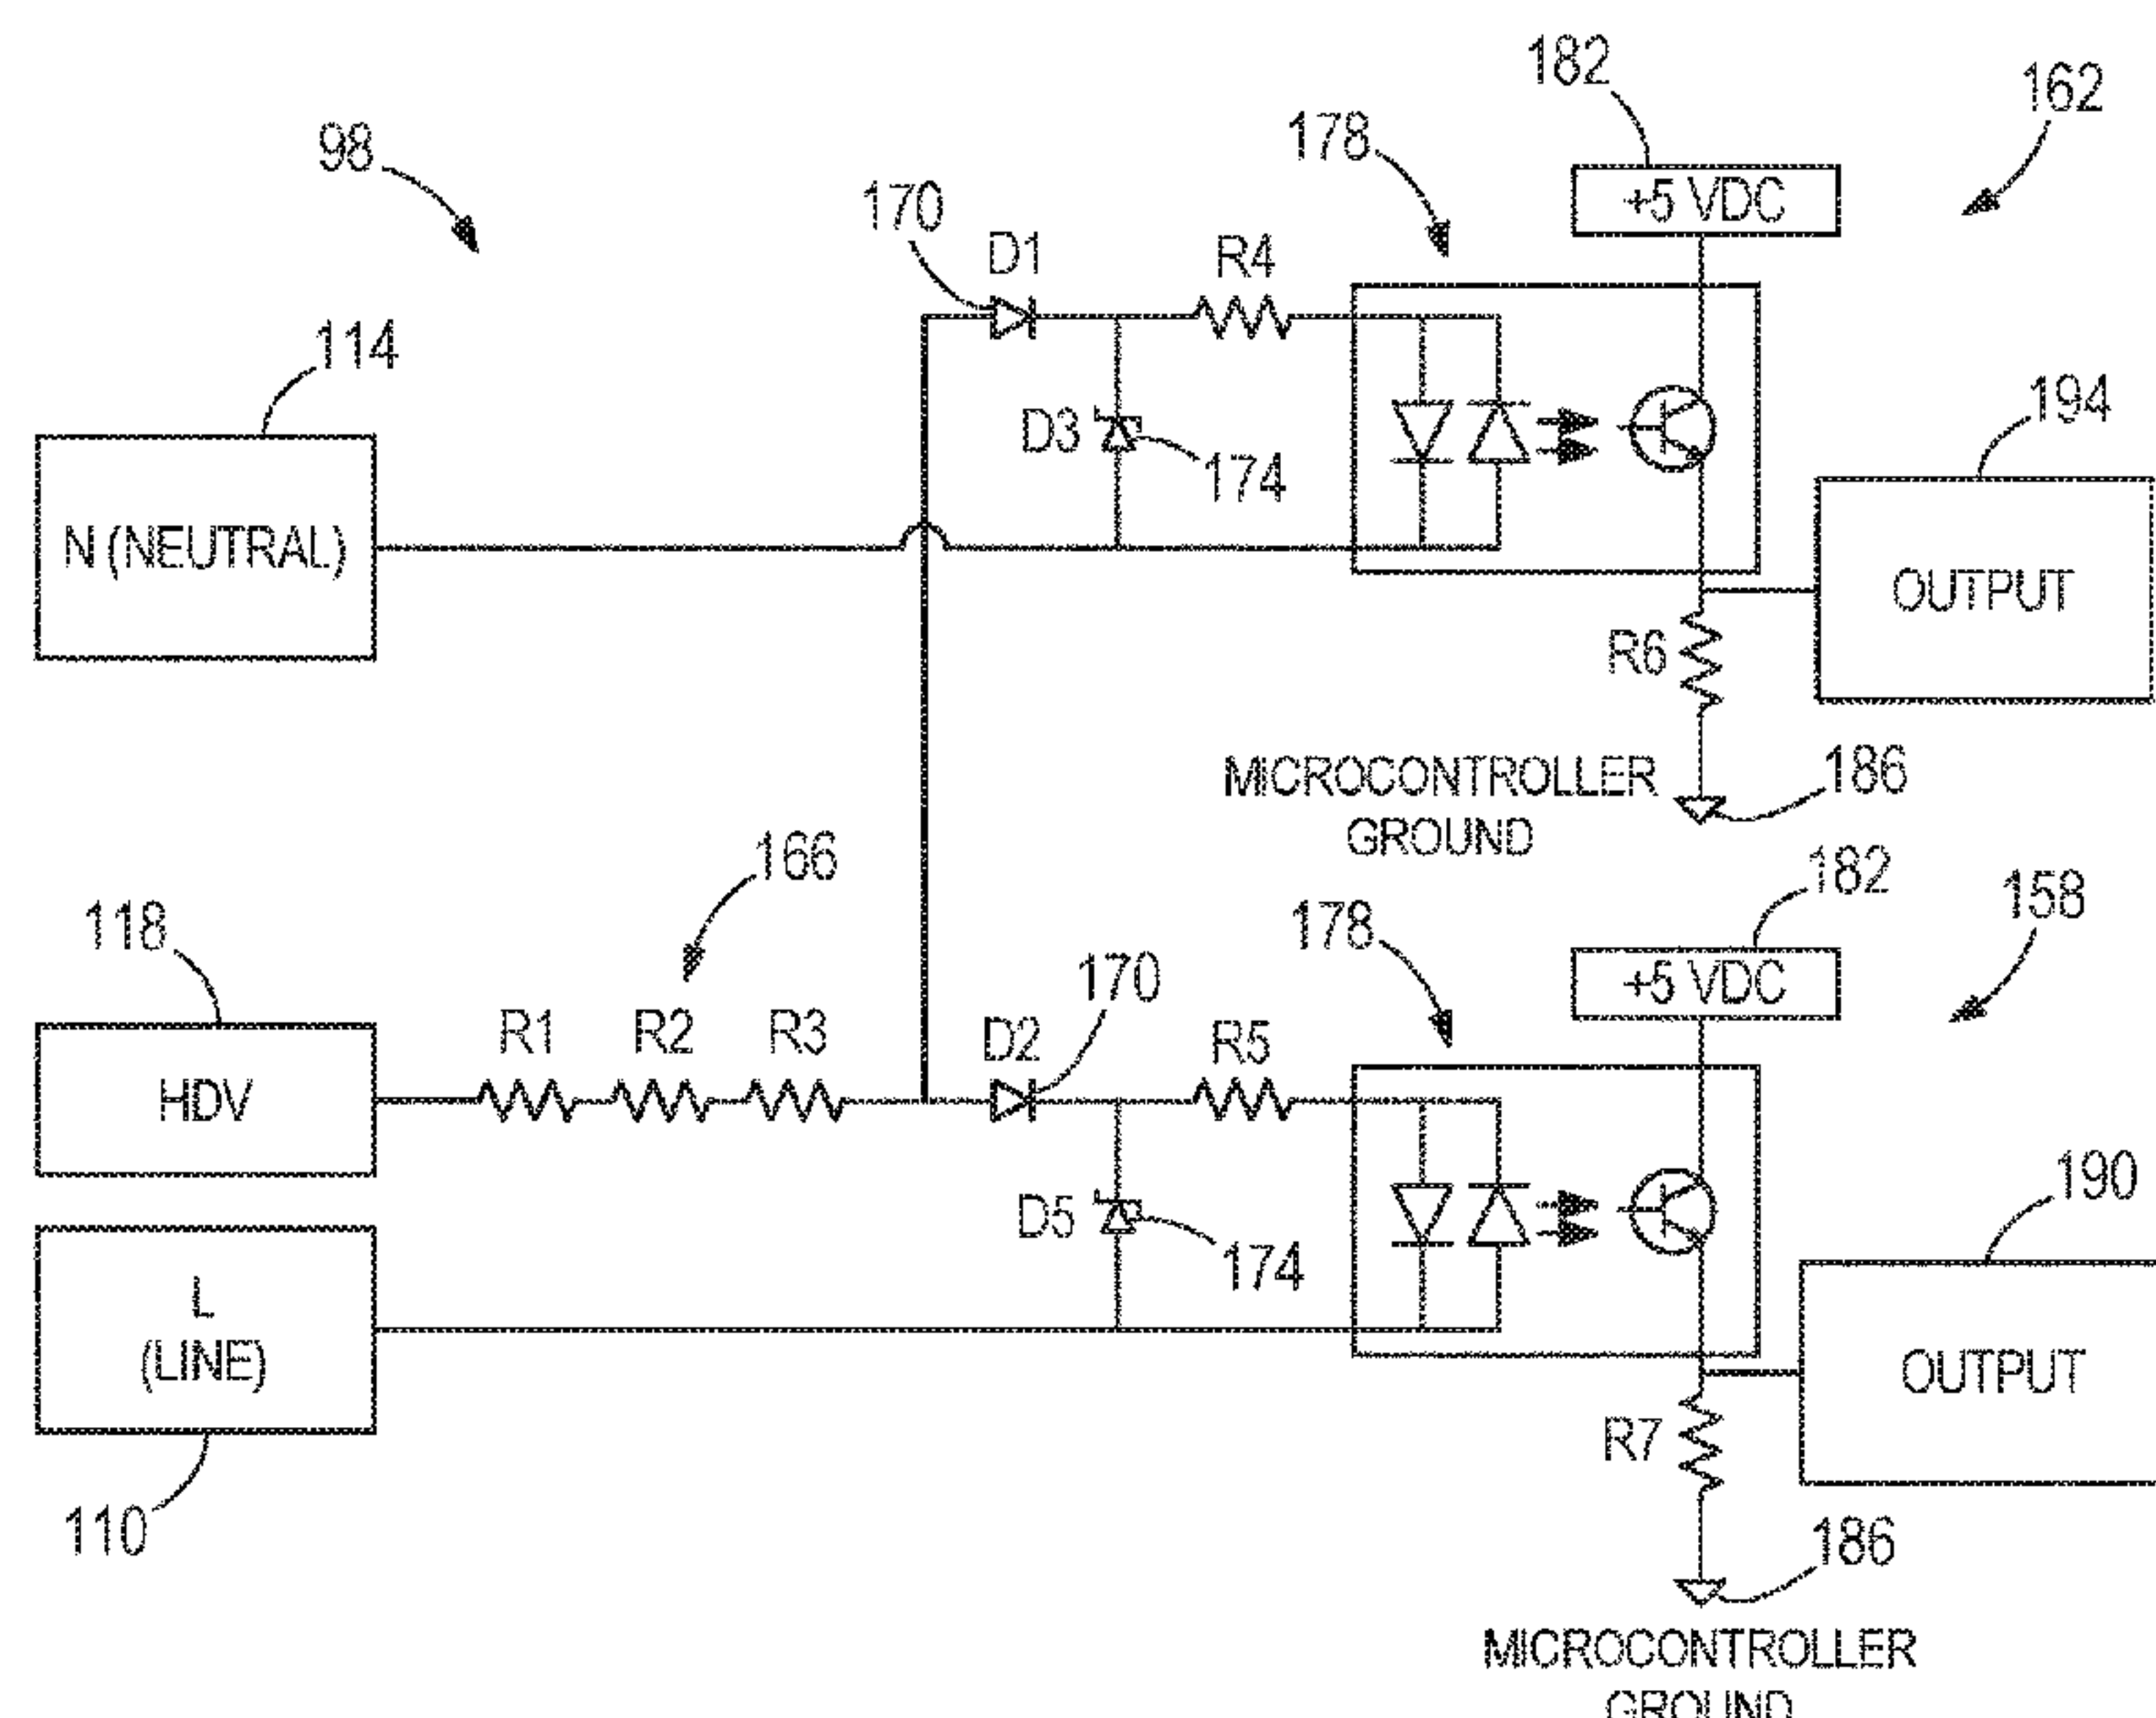 182
162
98
178
+5 VDC
170
D1
R4
114
194
D3
174
N (NEUTRAL)
OUTPUT
R6
MICROCONTROLLER
GROUND
186
166
182
118
178
158
170
+5 VDC
R1
R2
R3
D2
R5
HDV
190
D5
174
L
(LINE)
OUTPUT
R7
110
186
MICROCONTROLLER
GROUND